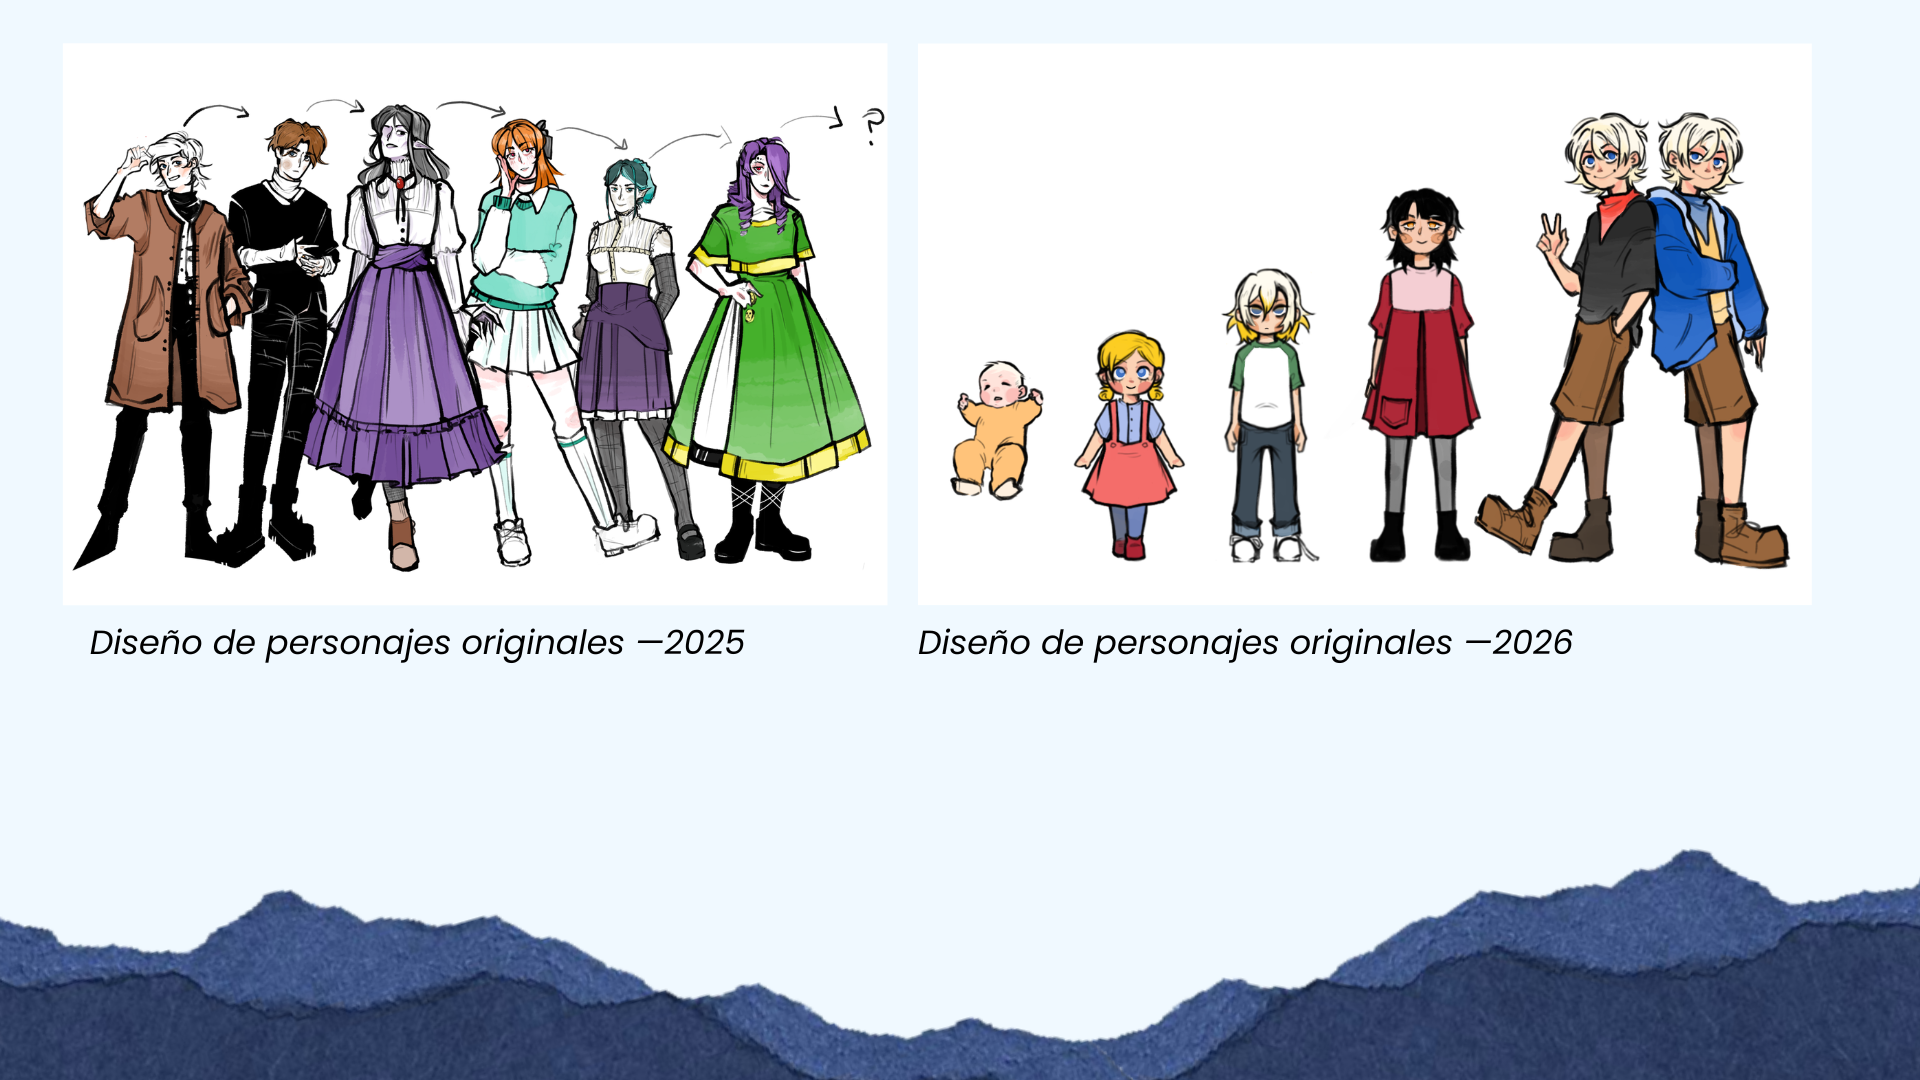 ?
Diseño de personajes originales —2025
Diseño de personajes originales —2026